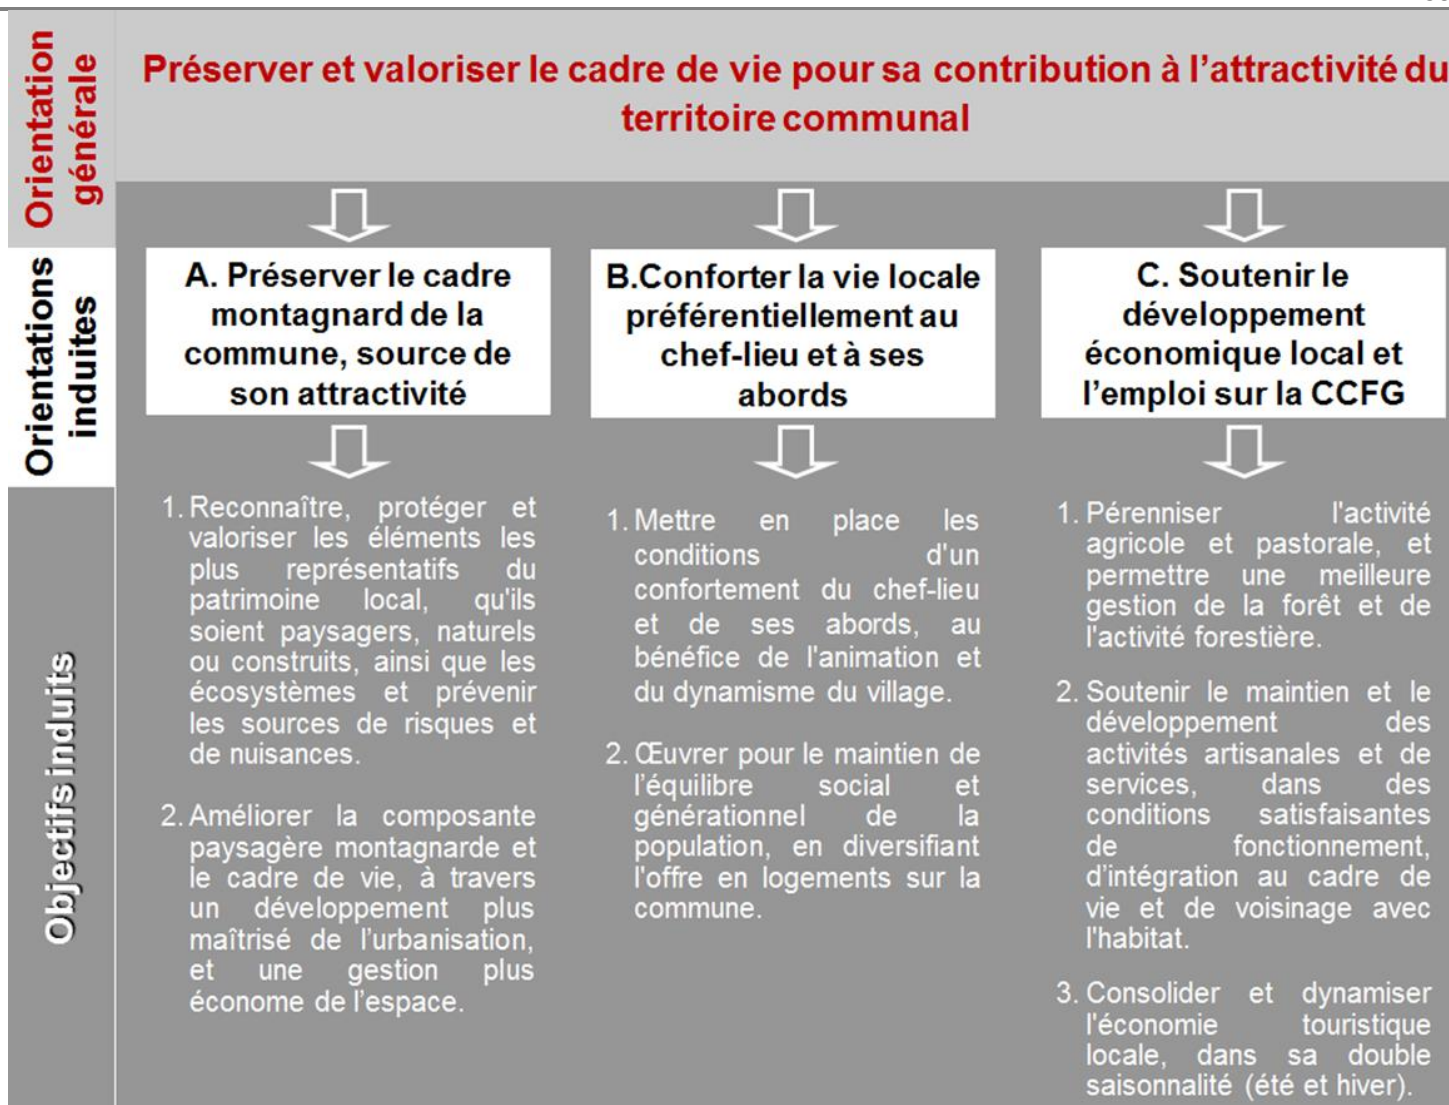 Orientation
générale
Préserver et valoriser le cadre de vie pour sa contribution à l’attractivité du
territoire communal
Orientations
induites
A. Préserver le cadre
montagnard de la
commune, source de
son attractivité
B.Conforter la vie locale
préférentiellement au
chef-lieu et à ses
abords
C. Soutenir le
développement
économique local et
l’emploi sur la CCFG
Objectifs induits
1. Reconnaître, protéger et
valoriser les éléments les
plus représentatifs du
patrimoine local, qu'ils
soient paysagers, naturels
ou construits, ainsi que les
écosystèmes et prévenir
les sources de risques et
de nuisances.
2. Améliorer la composante
paysagère montagnarde et
le cadre de vie, à travers
un développement plus
maîtrisé de l’urbanisation,
et une gestion plus
économe de l’espace.
1. Mettre en place les
conditions d'un
confortement du chef-lieu
et de ses abords, au
bénéfice de l'animation et
du dynamisme du village.
2. Œuvrer pour le maintien de
l’équilibre social et
générationnel de la
population, en diversifiant
l'offre en logements sur la
commune.
1. Pérenniser l'activité
agricole et pastorale, et
permettre une meilleure
gestion de la forêt et de
l'activité forestière.
2. Soutenir le maintien et le
développement des
activités artisanales et de
services, dans des
conditions satisfaisantes
de fonctionnement,
d’intégration au cadre de
vie et de voisinage avec
l'habitat.
3. Consolider et dynamiser
l'économie touristique
locale, dans sa double
saisonnalité (été et hiver).